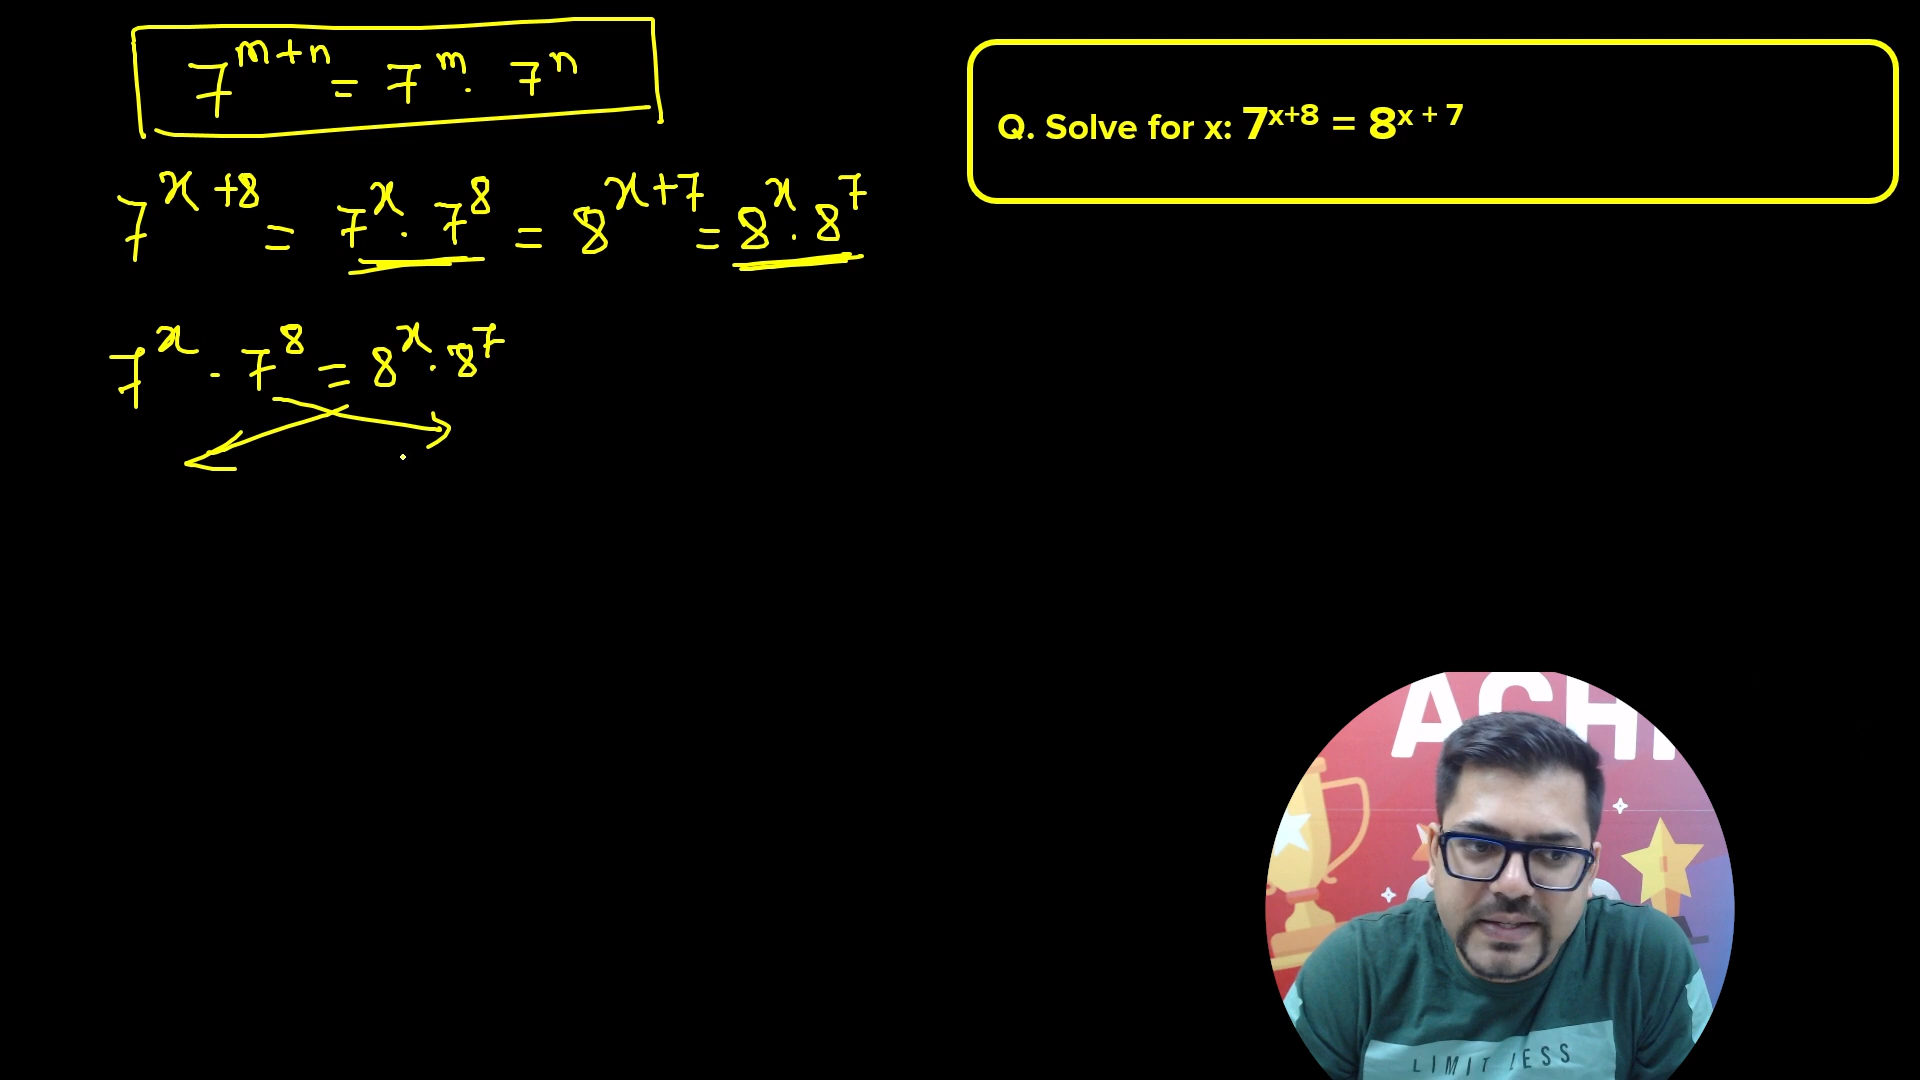 7^{m+n} = 7^m . 7^n
Q. Solve for x: 7^{x+8} = 8^{x + 7}
7^{x+8} = 7^x . 7^8 = 8^{x+7} = 8^x . 8^7
7^x . 7^8 = 8^x . 8^7
ACHI
LIMITLESS